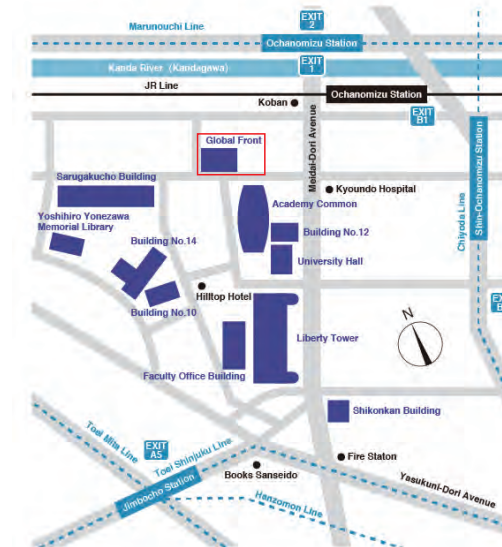 EXIT
2
Marunouchi Line
Ochanomizu Station
Kanda River (Kandagawa)
EXIT
1
JR Line
Ochanomizu Station
Koban
EXIT
B1
Global Front
Meidai-Dori Avenue
Sarugakucho Building
Kyoundo Hospital
Shin-Ochanomizu Station
Chiyoda Line
Academy Common
Yoshihiro Yonezawa
Memorial Library
Building No.14
Building No.12
University Hall
Hilltop Hotel
Building No.10
N
Liberty Tower
Faculty Office Building
Shikonkan Building
Toei Mita Line
EXIT
A5
Toei Shinjuku Line
Fire Staton
Books Sanseido
Jimbocho Station
Yasukuni-Dori Avenue
Hanzomon Line